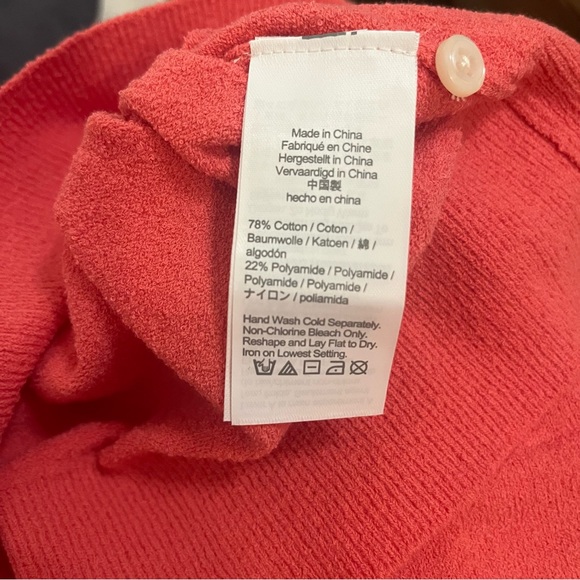 Made in China
Fabriqué en Chine
Hergestellt in China
Vervaardigd in China
中国製
hecho en china
78% Cotton / Coton /
Baumwolle / Katoen / 綿 /
algodón
22% Polyamide / Polyamide /
Polyamide / Polyamide /
ナイロン / poliamida
Hand Wash Cold Separately.
Non-Chlorine Bleach Only.
Reshape and Lay Flat to Dry.
Iron on Lowest Setting.